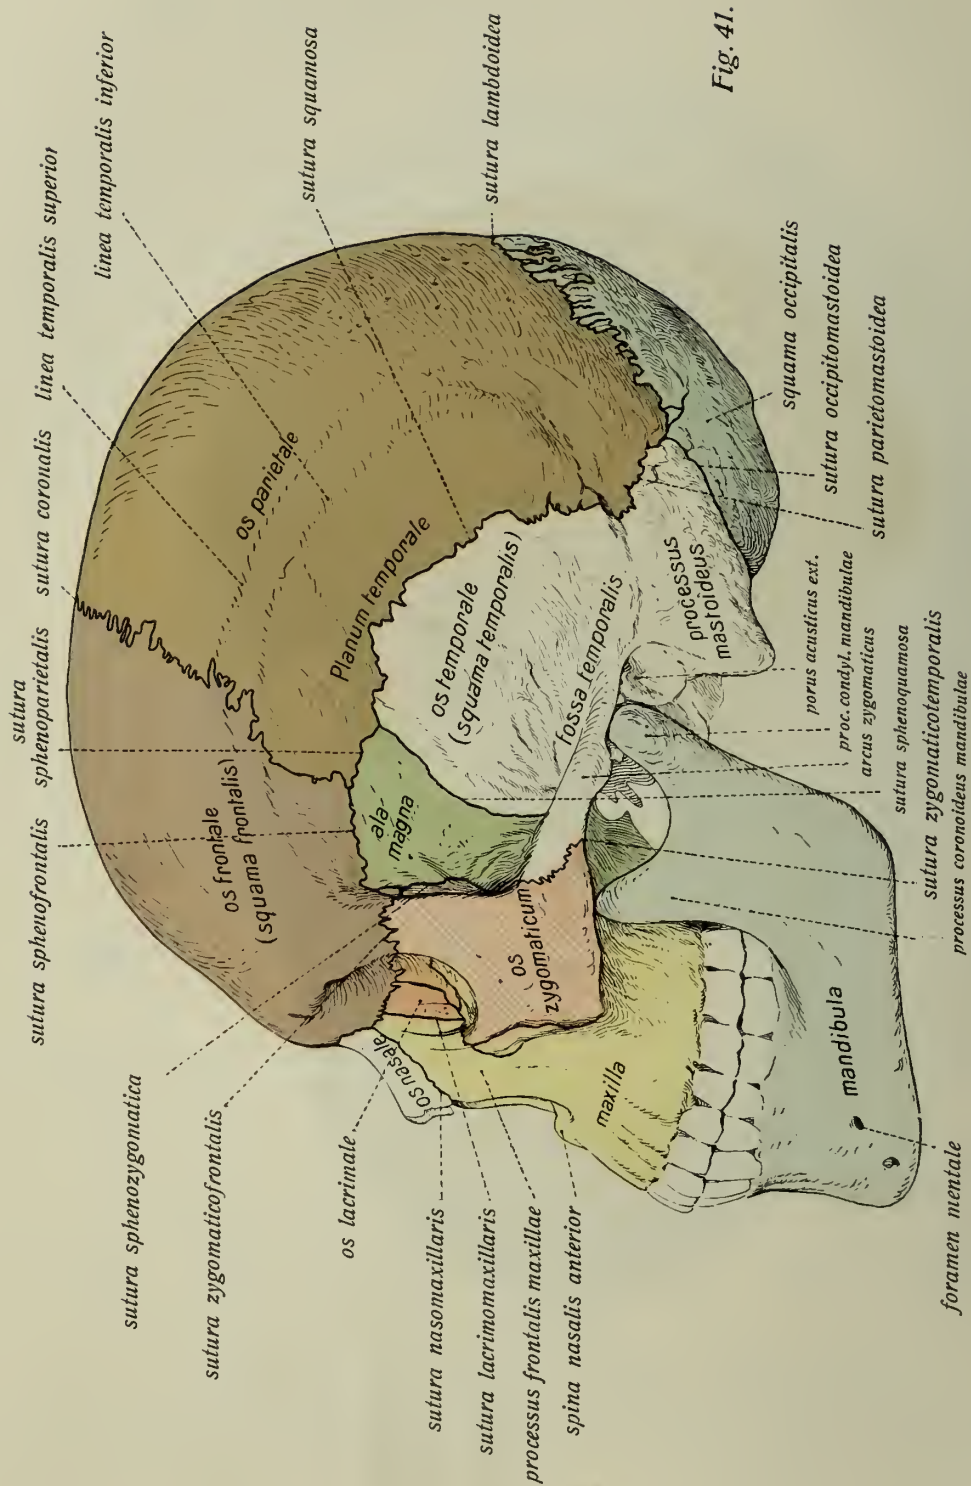 sutura sphenofrontalis
sutura
sphenoparietalis
sutura coronalis
linea temporalis superior
linea temporalis inferior
sutura squamosa
sutura lambdoidea
Fig. 41.
os parietale
Planum temporale
os frontale
(squama frontalis)
ala
magna
os temporale
(squama temporalis)
fossa temporalis
processus
mastoideus
os
zygomaticum
os nasale
maxilla
mandibula
sutura sphenozygomatica
sutura zygomaticofrontalis
os lacrimale
sutura nasomaxillaris
sutura lacrimomaxillaris
processus frontalis maxillae
spina nasalis anterior
foramen mentale
squama occipitalis
sutura occipitomastoidea
sutura parietomastoidea
porus acusticus ext.
proc. condyl. mandibulae
arcus zygomaticus
sutura sphenoquamosa
sutura zygomaticotemporalis
processus coronoideus mandibulae